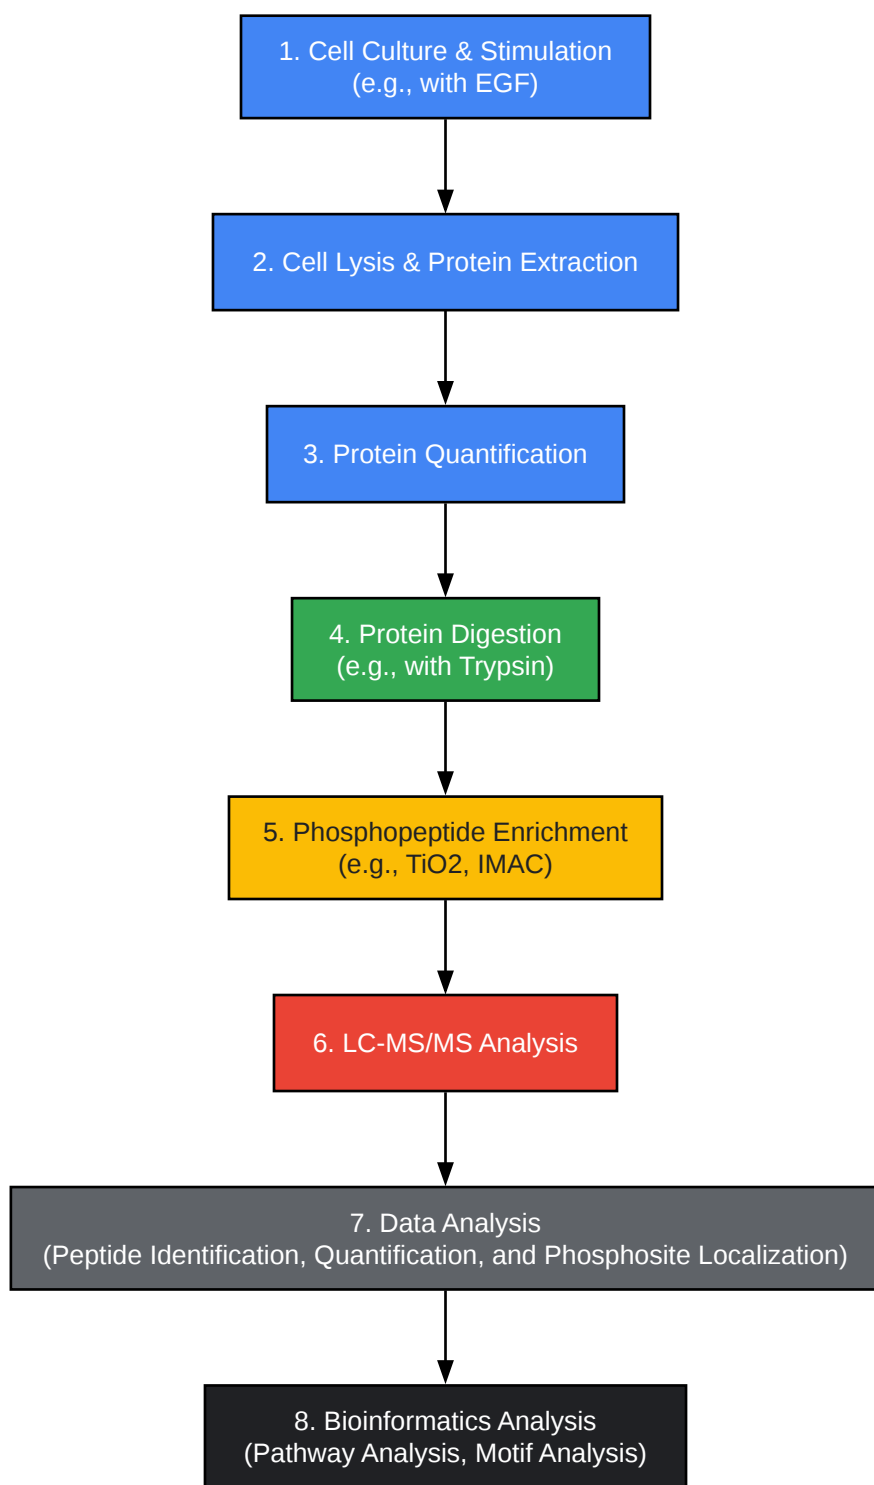 1. Cell Culture & Stimulation
(e.g., with EGF)
2. Cell Lysis & Protein Extraction
3. Protein Quantification
4. Protein Digestion
(e.g., with Trypsin)
5. Phosphopeptide Enrichment
(e.g., TiO2, IMAC)
6. LC-MS/MS Analysis
7. Data Analysis
(Peptide Identification, Quantification, and Phosphosite Localization)
8. Bioinformatics Analysis
(Pathway Analysis, Motif Analysis)